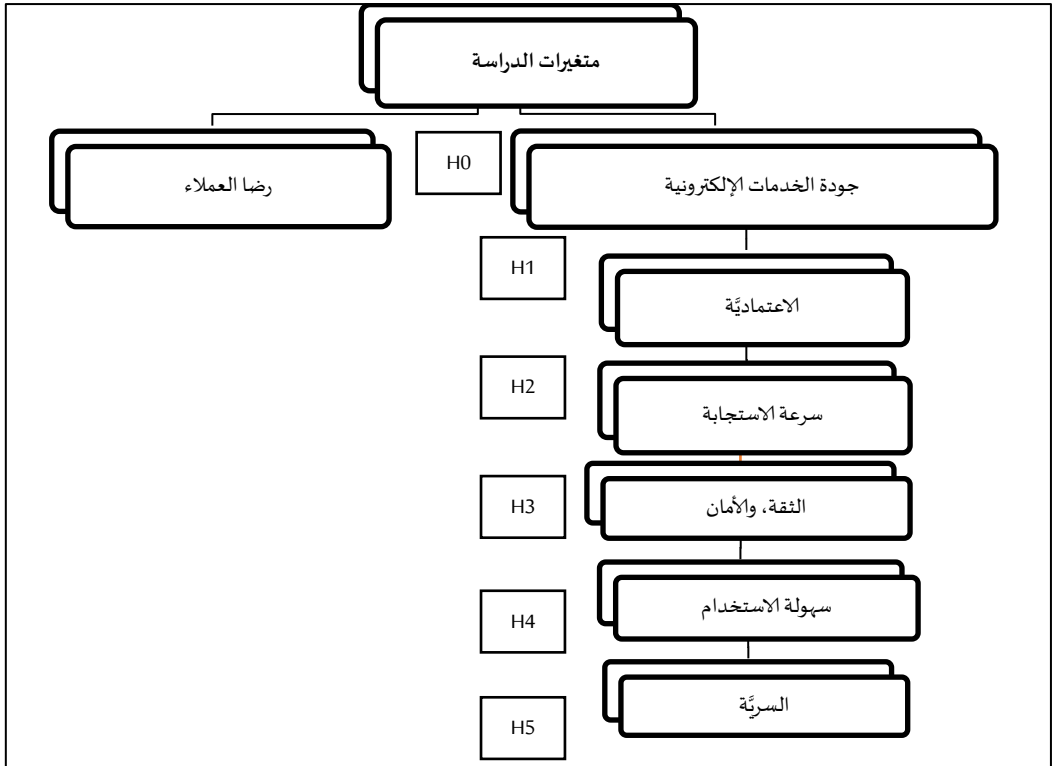 متغيرات الدراسة
جودة الخدمات الإلكترونية
H0
رضا العملاء
H1
الاعتماديَّة
H2
سرعة الاستجابة
H3
الثقة، والأمان
H4
سهولة الاستخدام
H5
السريَّة